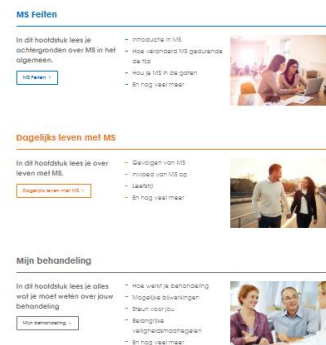 MS Feiten
In dit hoofdstuk lees je
achtergronden over MS in het
algemeen.
MS Feiten >
– Introductie in MS
– Hoe veranderd MS gedurende
de tijd
– Hou je MS in de gaten
– En nog veel meer
Dagelijks leven met MS
In dit hoofdstuk lees je over
leven met MS.
Dagelijks leven met MS >
– Gevolgen van MS
– Invloed van MS op
– Leefstijl
– En nog veel meer
Mijn behandeling
In dit hoofdstuk lees je alles
wat je moet weten over jouw
behandeling
Mijn behandeling >
– Hoe werkt je behandeling
– Mogelijke bijwerkingen
– Steun voor jou
– Belangrijke
veiligheidsmaatregelen
– En nog veel meer